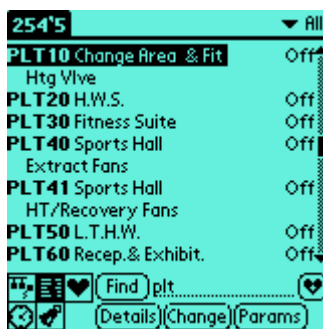 254'5 All
PLT10 Change Area & Fit Off
Htg Vlve
PLT20 H.W.S. Off
PLT30 Fitness Suite Off
PLT40 Sports Hall Off
Extract Fans
PLT41 Sports Hall Off
HT/Recovery Fans
PLT50 L.T.H.W. Off
PLT60 Recep.& Exhibit. Off
Find plt
Details Change Params